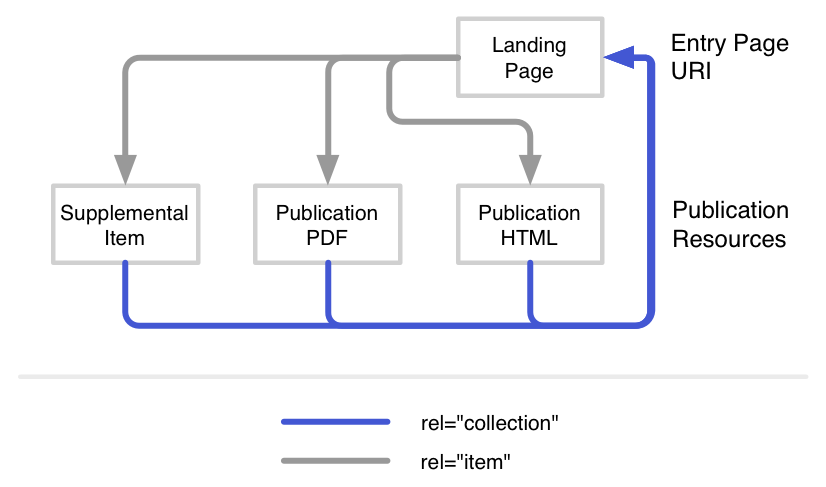 Landing
Page
Entry Page
URI
Supplemental
Item
Publication
PDF
Publication
HTML
Publication
Resources
rel="collection"
rel="item"